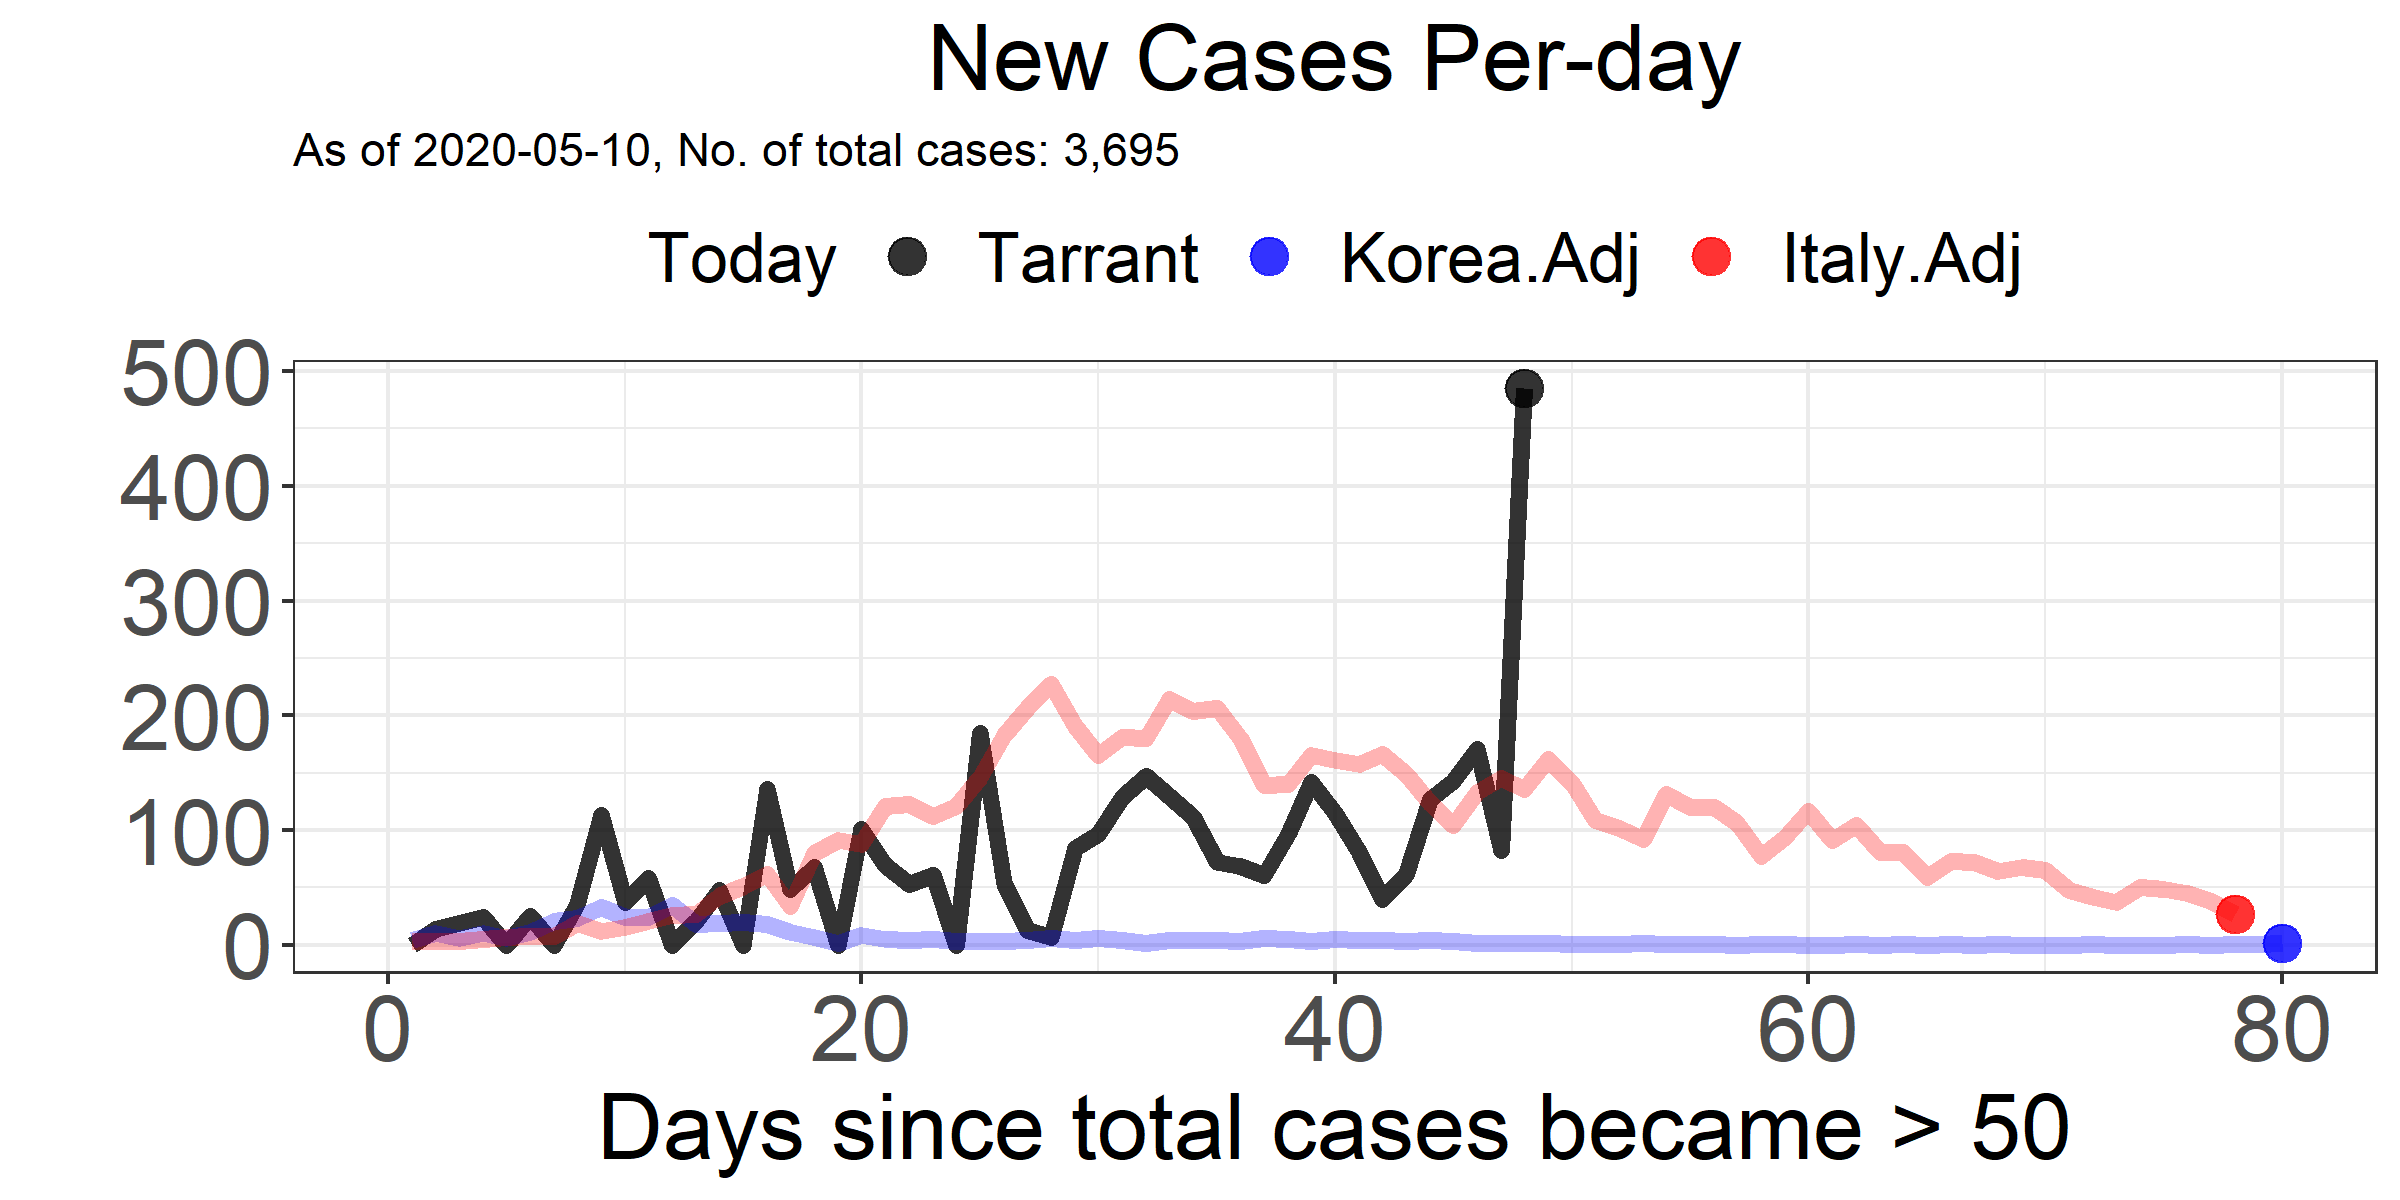 New Cases Per-day
As of 2020-05-10, No. of total cases: 3,695
Today Tarrant Korea.Adj Italy.Adj
500
400
300
200
100
0
0 20 40 60 80
Days since total cases became > 50